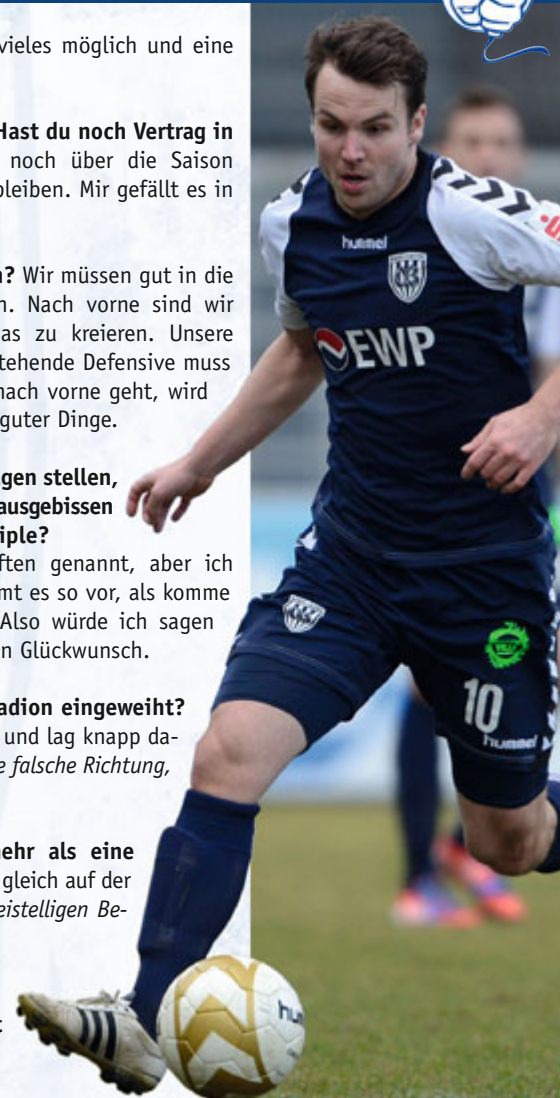 vieles möglich und eine
Hast du noch Vertrag in
noch über die Saison
bleiben. Mir gefällt es in
? Wir müssen gut in die
n. Nach vorne sind wir
as zu kreieren. Unsere
tehende Defensive muss
nach vorne geht, wird
guter Dinge.
gen stellen,
ausgebissen
iple?
ften genannt, aber ich
mt es so vor, als komme
Also würde ich sagen
n Glückwunsch.
adion eingeweiht?
und lag knapp da-
e falsche Richtung,
ehr als eine
gleich auf der
eistelligen Be-
hummel
EWP
10
hummel
hu